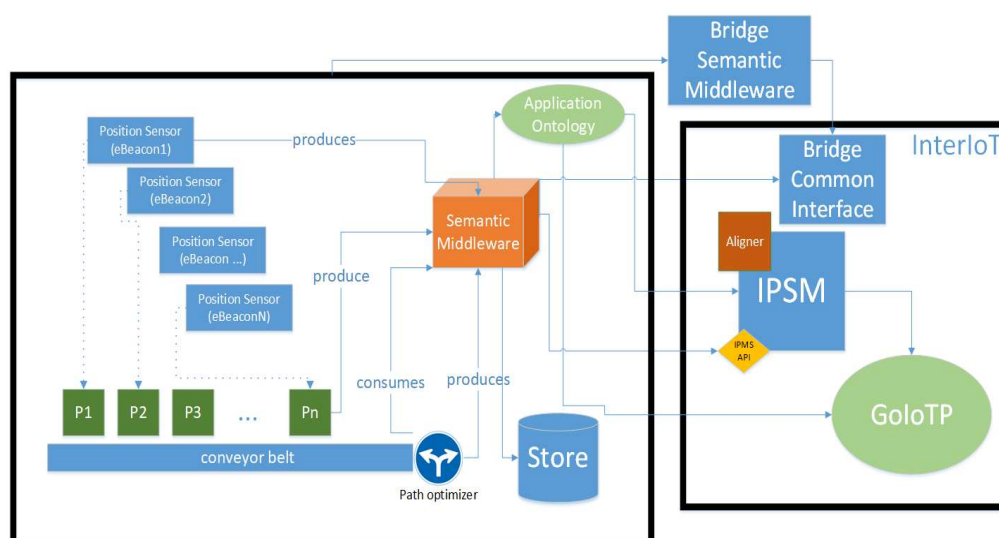 Bridge
Semantic
Middleware
InterIoT
Bridge
Common
Interface
Application
Ontology
Position Sensor
(eBeacon1)
produces
Position Sensor
(eBeacon2)
Position Sensor
(eBeacon ...)
Position Sensor
(eBeaconN)
Semantic
Middleware
produce
Aligner
IPSM
IPMS
API
consumes
produces
P1
P2
P3
...
Pn
conveyor belt
Path optimizer
Store
GoIoTP